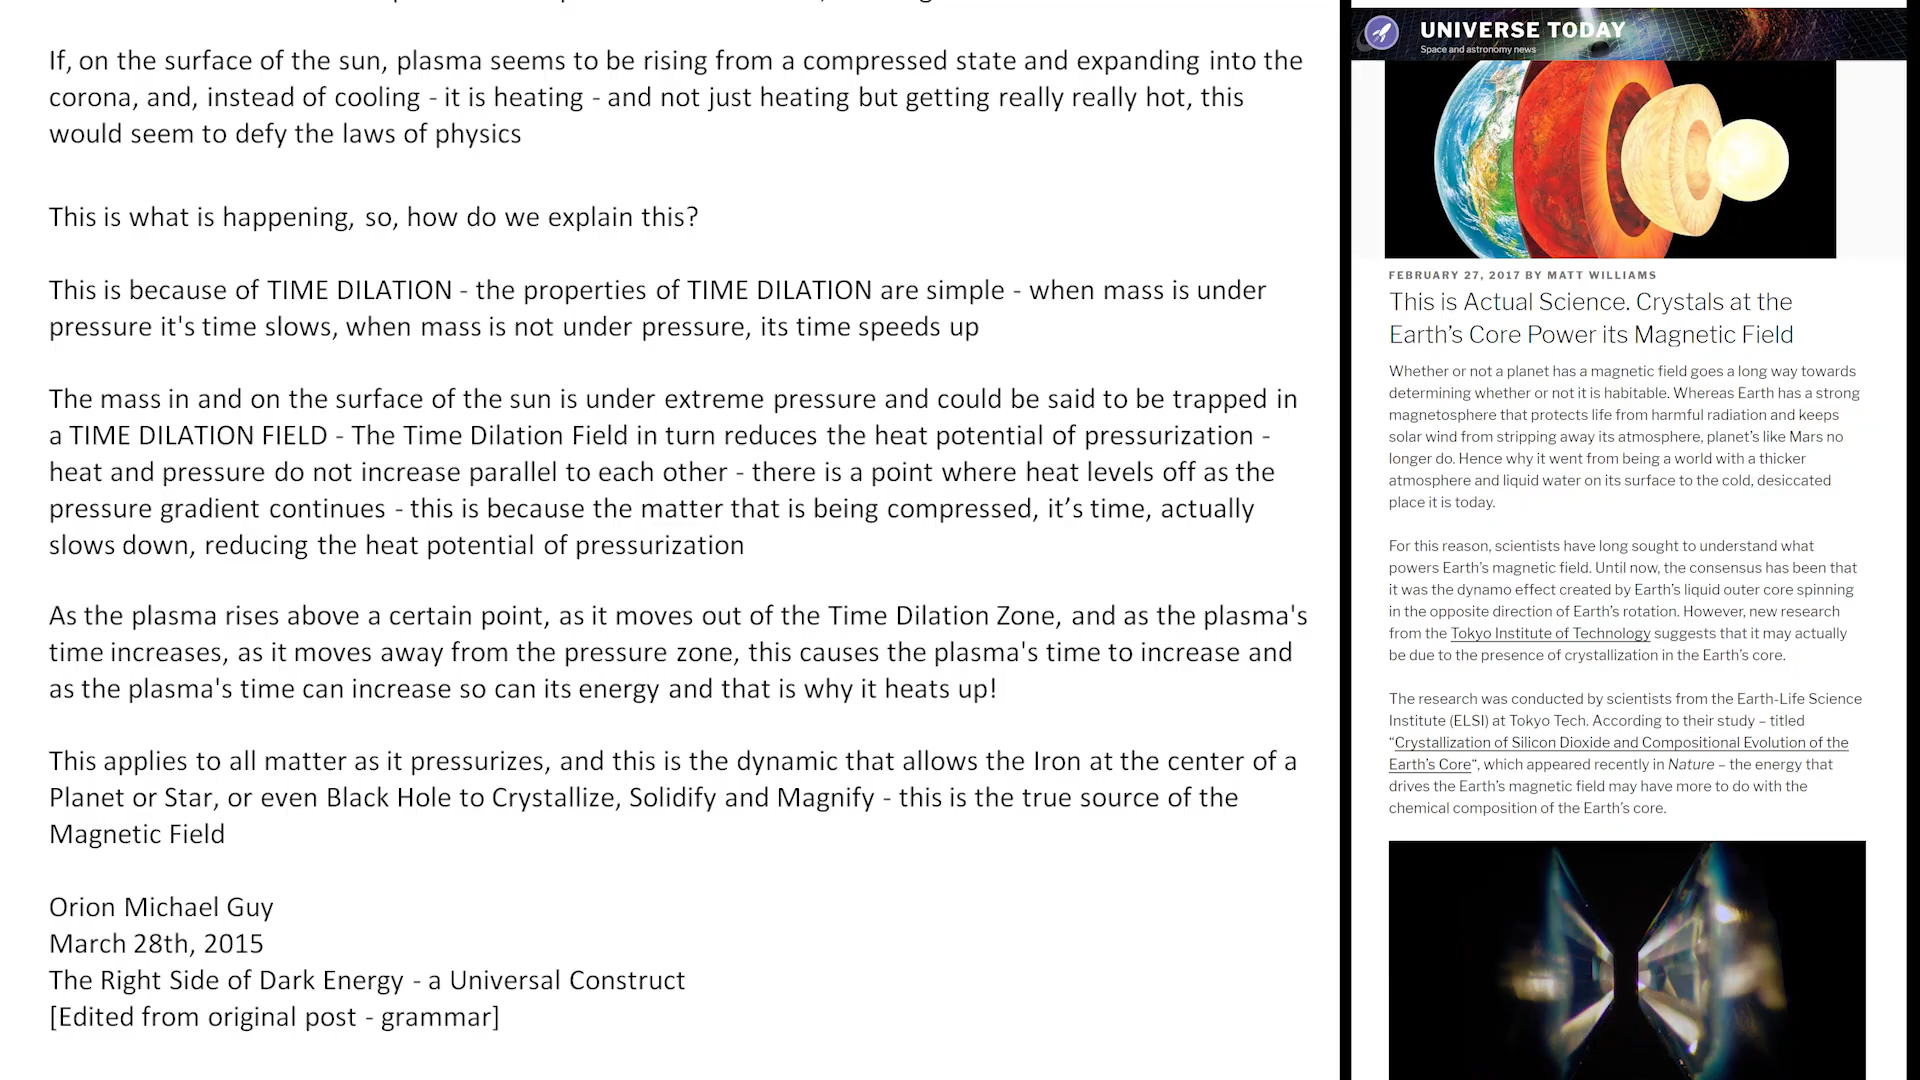 If, on the surface of the sun, plasma seems to be rising from a compressed state and expanding into the
corona, and, instead of cooling - it is heating - and not just heating but getting really really hot, this
would seem to defy the laws of physics
This is what is happening, so, how do we explain this?
This is because of TIME DILATION - the properties of TIME DILATION are simple - when mass is under
pressure it's time slows, when mass is not under pressure, its time speeds up
The mass in and on the surface of the sun is under extreme pressure and could be said to be trapped in
a TIME DILATION FIELD - The Time Dilation Field in turn reduces the heat potential of pressurization -
heat and pressure do not increase parallel to each other - there is a point where heat levels off as the
pressure gradient continues - this is because the matter that is being compressed, it’s time, actually
slows down, reducing the heat potential of pressurization
As the plasma rises above a certain point, as it moves out of the Time Dilation Zone, and as the plasma's
time increases, as it moves away from the pressure zone, this causes the plasma's time to increase and
as the plasma's time can increase so can its energy and that is why it heats up!
This applies to all matter as it pressurizes, and this is the dynamic that allows the Iron at the center of a
Planet or Star, or even Black Hole to Crystallize, Solidify and Magnify - this is the true source of the
Magnetic Field
Orion Michael Guy
March 28th, 2015
The Right Side of Dark Energy - a Universal Construct
[Edited from original post - grammar]
UNIVERSE TODAY
Space and astronomy news
FEBRUARY 27, 2017 BY MATT WILLIAMS
This is Actual Science. Crystals at the
Earth’s Core Power its Magnetic Field
Whether or not a planet has a magnetic field goes a long way towards
determining whether or not it is habitable. Whereas Earth has a strong
magnetosphere that protects life from harmful radiation and keeps
solar wind from stripping away its atmosphere, planet’s like Mars no
longer do. Hence why it went from being a world with a thicker
atmosphere and liquid water on its surface to the cold, desiccated
place it is today.
For this reason, scientists have long sought to understand what
powers Earth’s magnetic field. Until now, the consensus has been that
it was the dynamo effect created by Earth’s liquid outer core spinning
in the opposite direction of Earth’s rotation. However, new research
from the Tokyo Institute of Technology suggests that it may actually
be due to the presence of crystallization in the Earth’s core.
The research was conducted by scientists from the Earth-Life Science
Institute (ELSI) at Tokyo Tech. According to their study – titled
“Crystallization of Silicon Dioxide and Compositional Evolution of the
Earth’s Core“, which appeared recently in Nature – the energy that
drives the Earth’s magnetic field may have more to do with the
chemical composition of the Earth’s core.